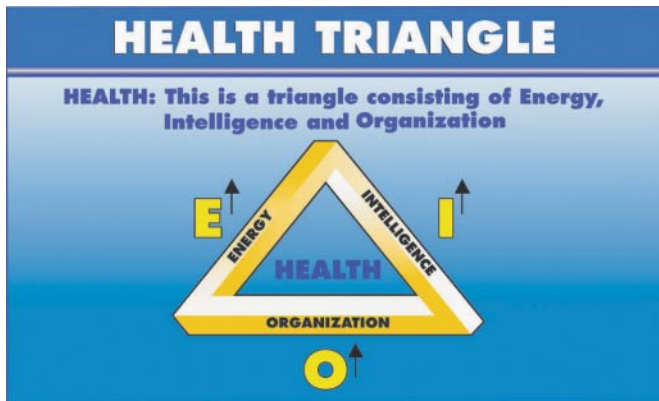 HEALTH TRIANGLE
HEALTH: This is a triangle consisting of Energy,
Intelligence and Organization
E
I
ENERGY
INTELLIGENCE
HEALTH
ORGANIZATION
O